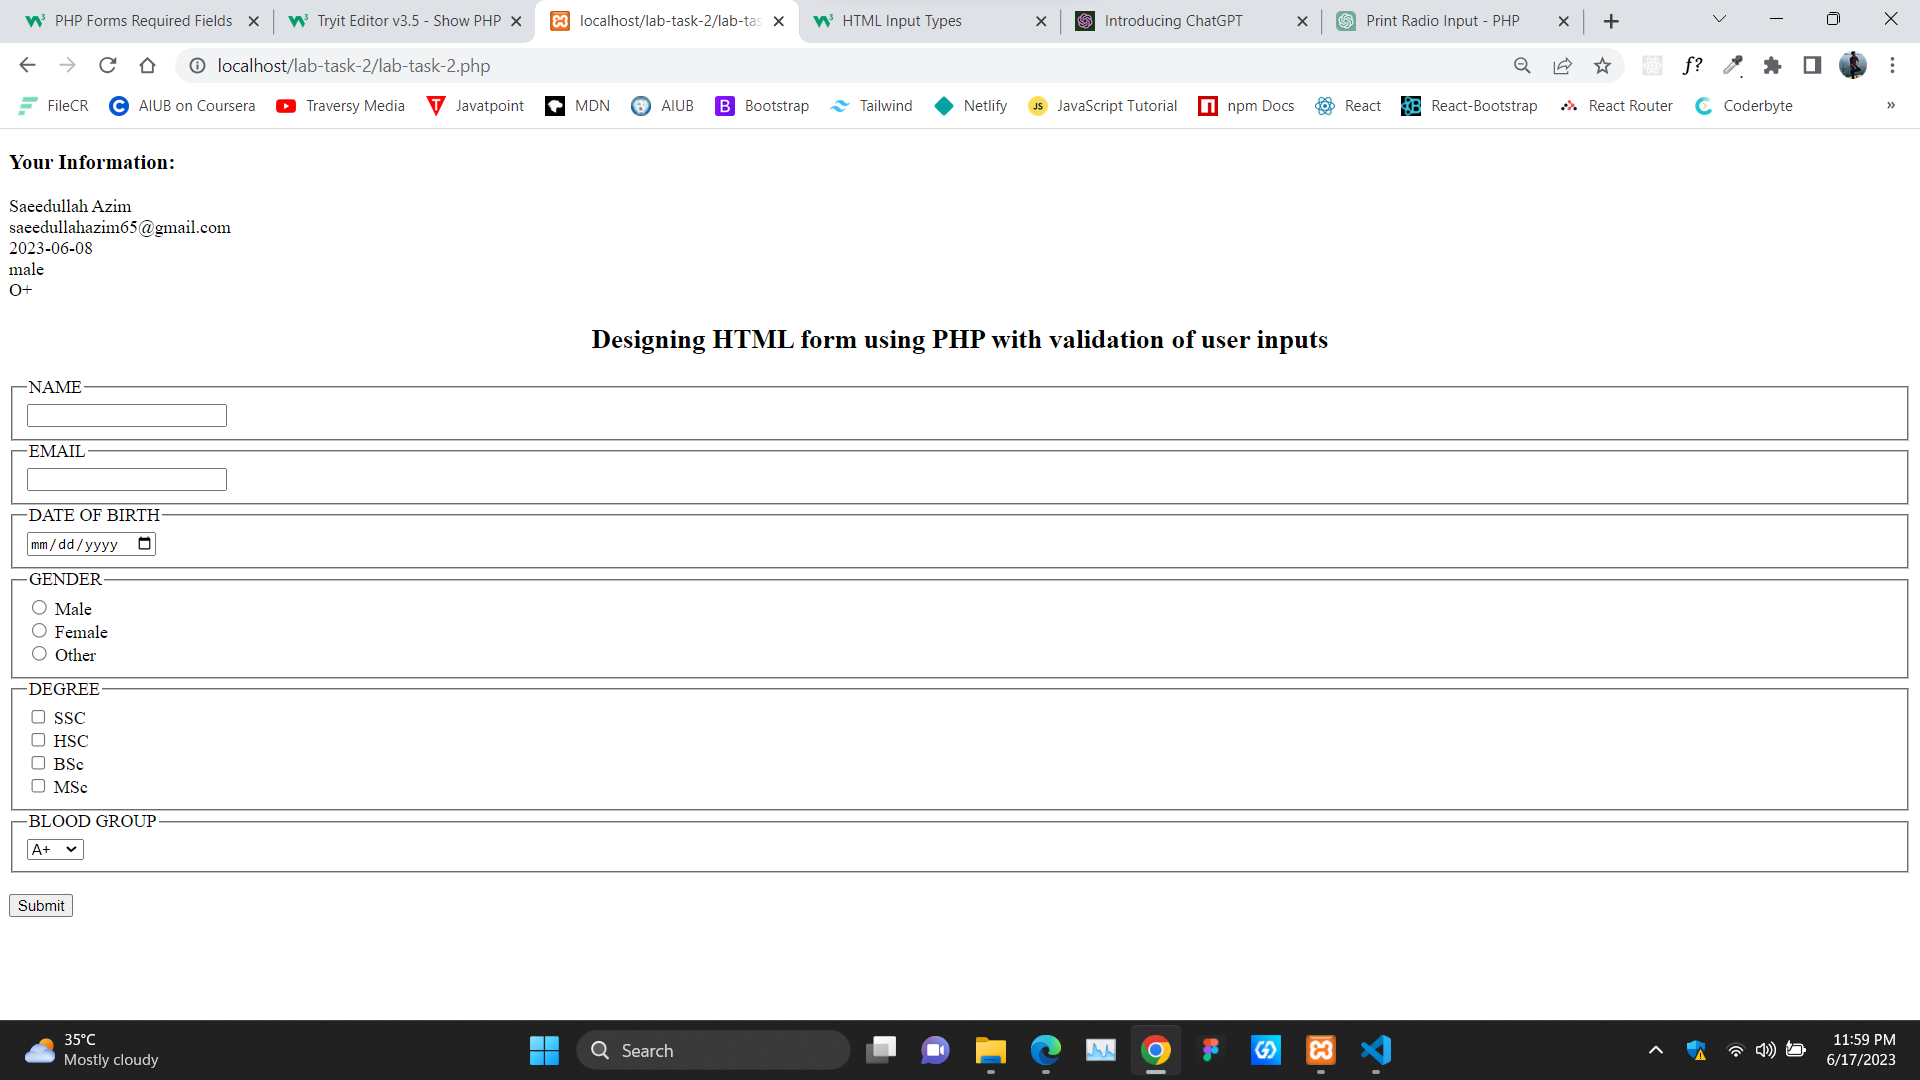 PHP Forms Required Fields
Tryit Editor v3.5 - Show PHP
localhost/lab-task-2/lab-tas
HTML Input Types
Introducing ChatGPT
Print Radio Input - PHP
localhost/lab-task-2/lab-task-2.php
f?
FileCR
AIUB on Coursera
Traversy Media
Javatpoint
MDN
AIUB
Bootstrap
Tailwind
Netlify
JavaScript Tutorial
npm Docs
React
React-Bootstrap
React Router
Coderbyte
»
Your Information:
Saeedullah Azim
saeedullahazim65@gmail.com
2023-06-08
male
O+
Designing HTML form using PHP with validation of user inputs
NAME
EMAIL
DATE OF BIRTH
mm/dd/yyyy
GENDER
Male
Female
Other
DEGREE
SSC
HSC
BSc
MSc
BLOOD GROUP
A+
Submit
35°C
Mostly cloudy
Search
11:59 PM
6/17/2023